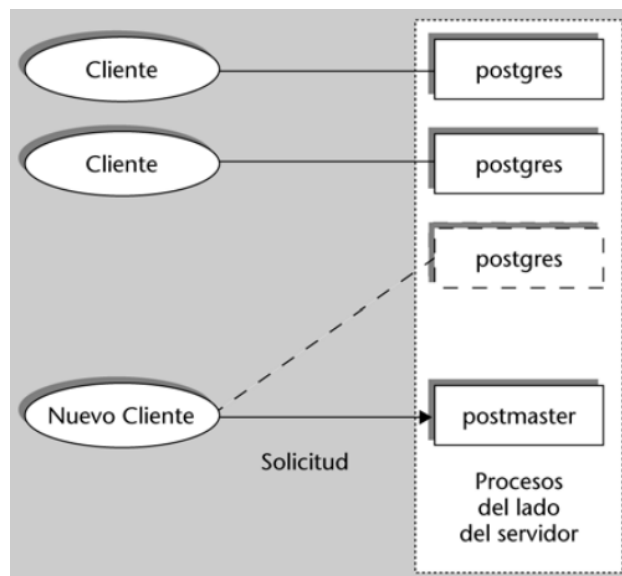 Cliente
postgres
Cliente
postgres
postgres
Nuevo Cliente
postmaster
Solicitud
Procesos
del lado
del servidor